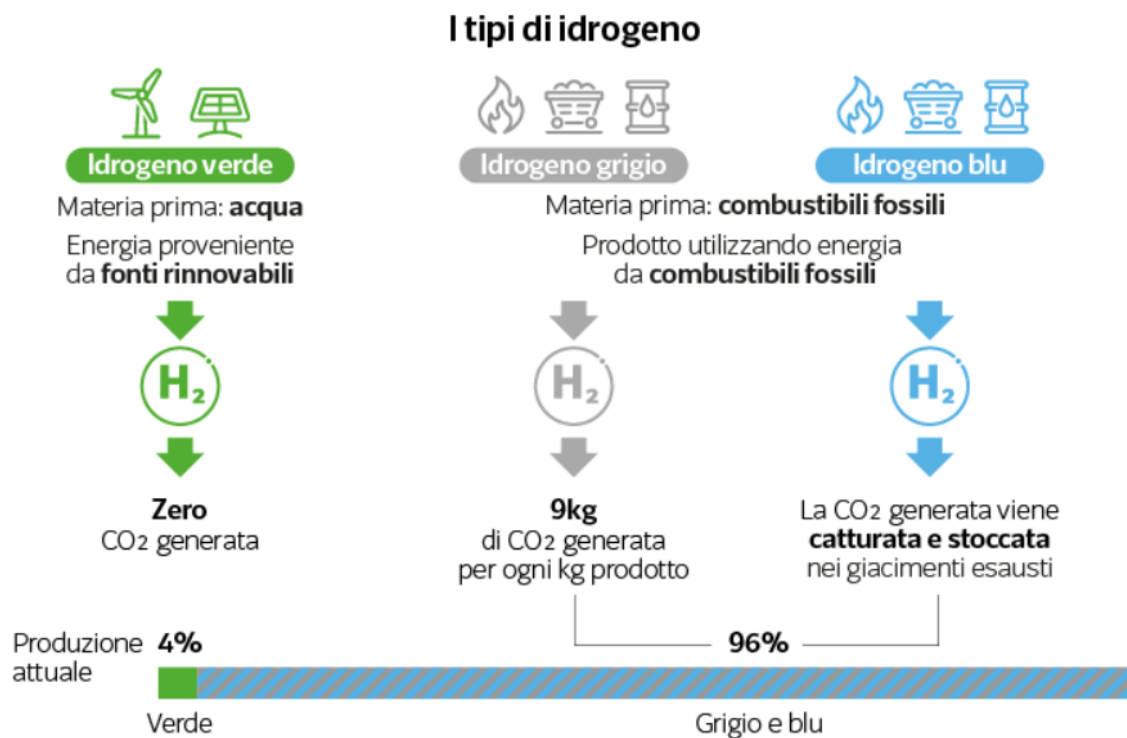 I tipi di idrogeno
Idrogeno verde
Materia prima: acqua
Energia proveniente
da fonti rinnovabili
H₂
Zero
CO₂ generata
Idrogeno grigio
Idrogeno blu
Materia prima: combustibili fossili
Prodotto utilizzando energia
da combustibili fossili
H₂
9kg
di CO₂ generata
per ogni kg prodotto
H₂
La CO₂ generata viene
catturata e stoccata
nei giacimenti esausti
Produzione
attuale
4%
96%
Verde
Grigio e blu